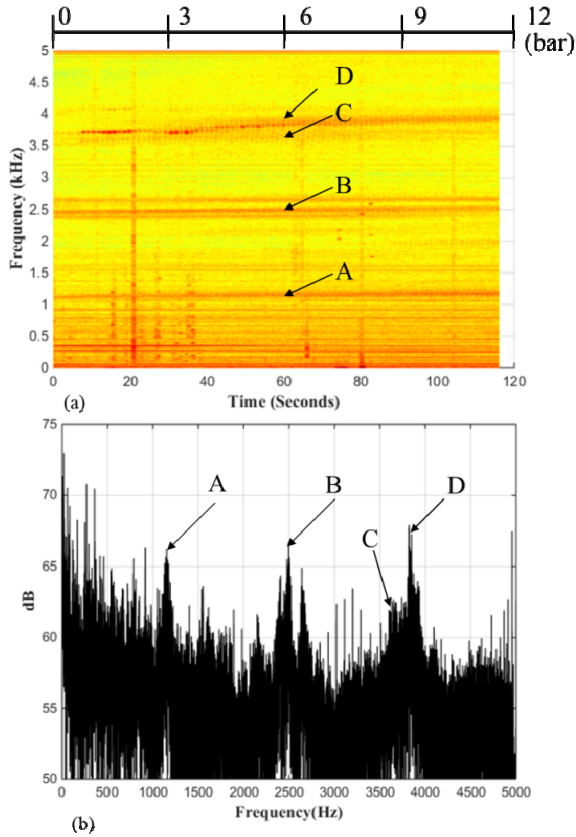 0 3 6 9 12
(bar)
5
4.5
D
4
C
3.5
3
B
2.5
2
A
1.5
1
0.5
0
Frequency (kHz)
0 20 40 60 80 100 120
(a) Time (Seconds)
75
70
A B D
C
65
60
55
50
dB
0 500 1000 1500 2000 2500 3000 3500 4000 4500 5000
Frequency(Hz)
(b)